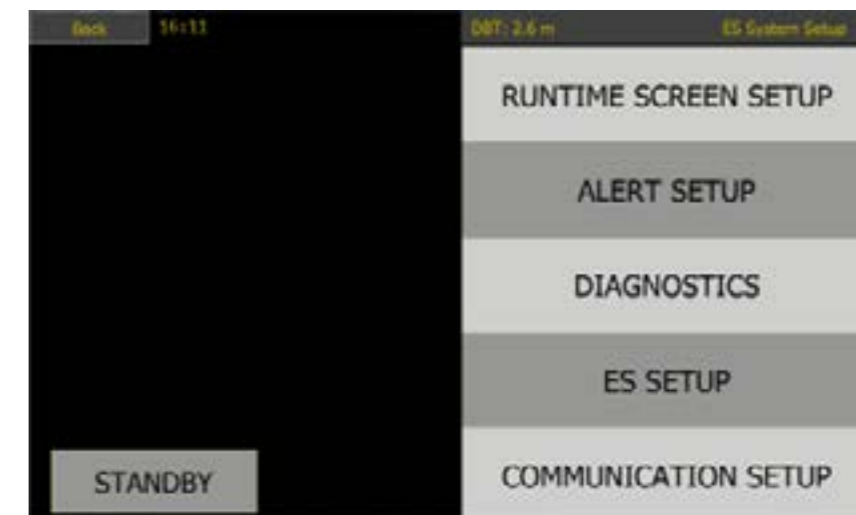 Back 16:11 DBT: 2.6 m ES System Setup
RUNTIME SCREEN SETUP
ALERT SETUP
DIAGNOSTICS
ES SETUP
STANDBY
COMMUNICATION SETUP